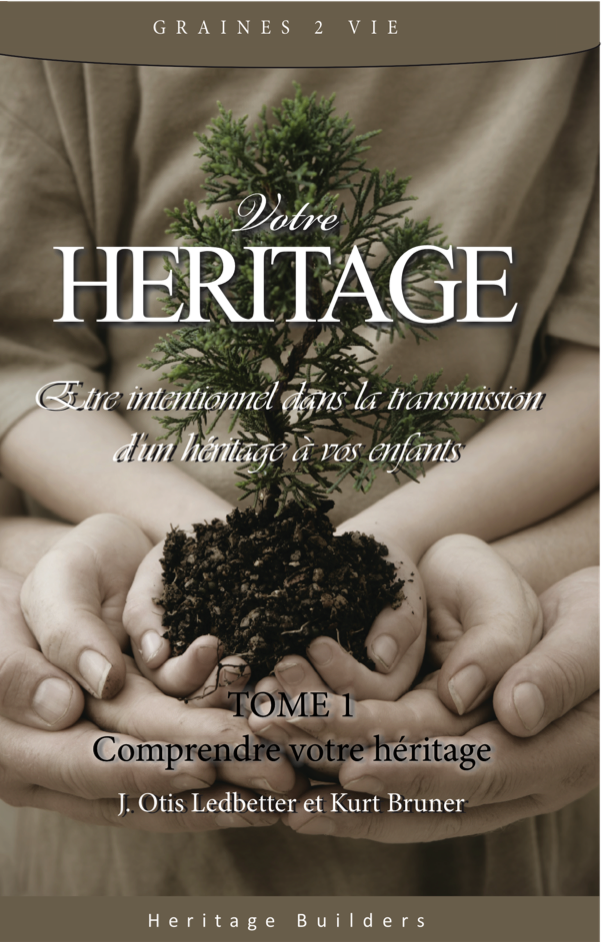 GRAINES 2 VIE
Votre
HERITAGE
Etre intentionnel dans la transmission
d'un héritage à vos enfants
TOME 1
Comprendre votre héritage
J. Otis Ledbetter et Kurt Bruner
Heritage Builders